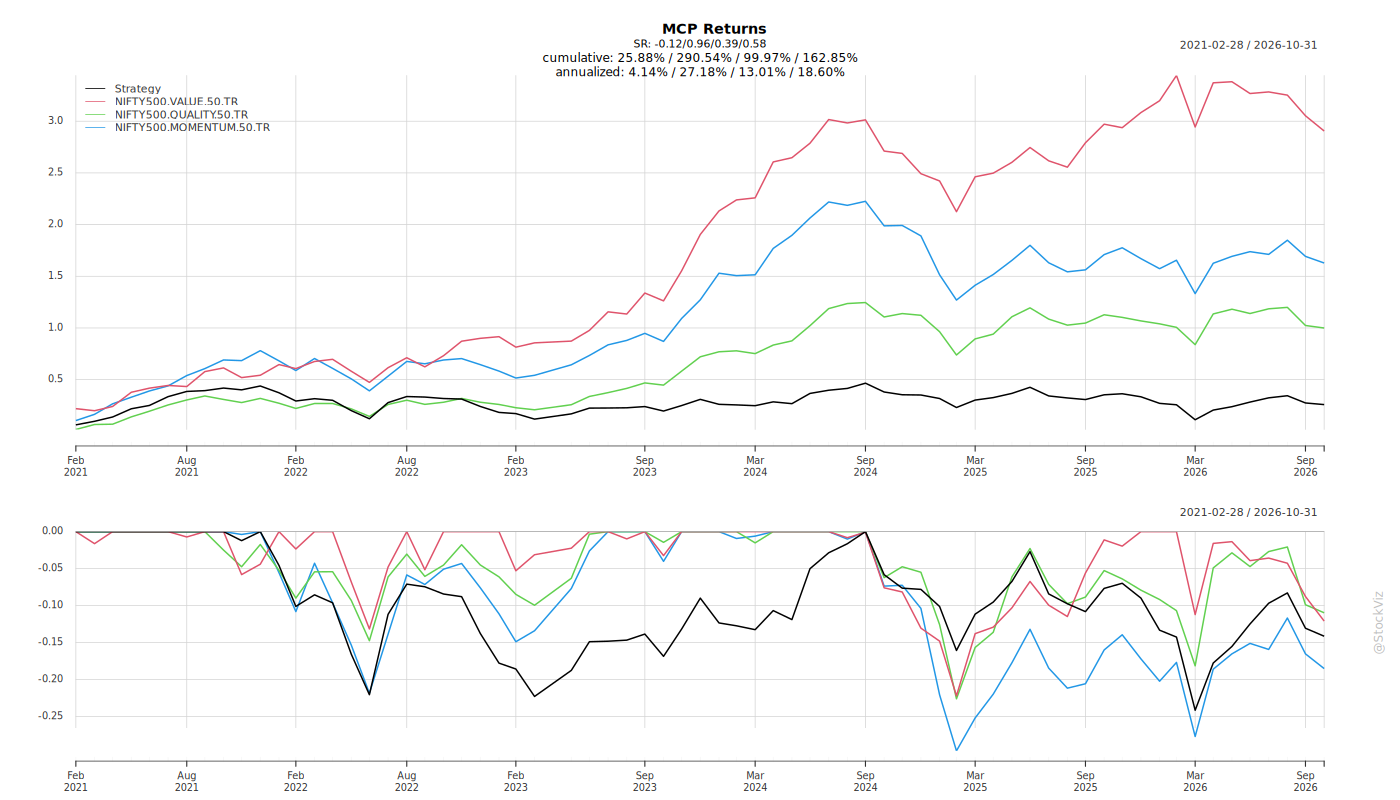 MCP Returns
SR: -0.12/0.96/0.39/0.58
cumulative: 25.88% / 290.54% / 99.97% / 162.85%
annualized: 4.14% / 27.18% / 13.01% / 18.60%
2021-02-28 / 2026-10-31
Strategy
NIFTY500.VALUE.50.TR
NIFTY500.QUALITY.50.TR
NIFTY500.MOMENTUM.50.TR
3.0
2.5
2.0
1.5
1.0
0.5
Feb 2021
Aug 2021
Feb 2022
Aug 2022
Feb 2023
Sep 2023
Mar 2024
Sep 2024
Mar 2025
Sep 2025
Mar 2026
Sep 2026
2021-02-28 / 2026-10-31
0.00
-0.05
-0.10
-0.15
-0.20
-0.25
Feb 2021
Aug 2021
Feb 2022
Aug 2022
Feb 2023
Sep 2023
Mar 2024
Sep 2024
Mar 2025
Sep 2025
Mar 2026
Sep 2026
@StockViz